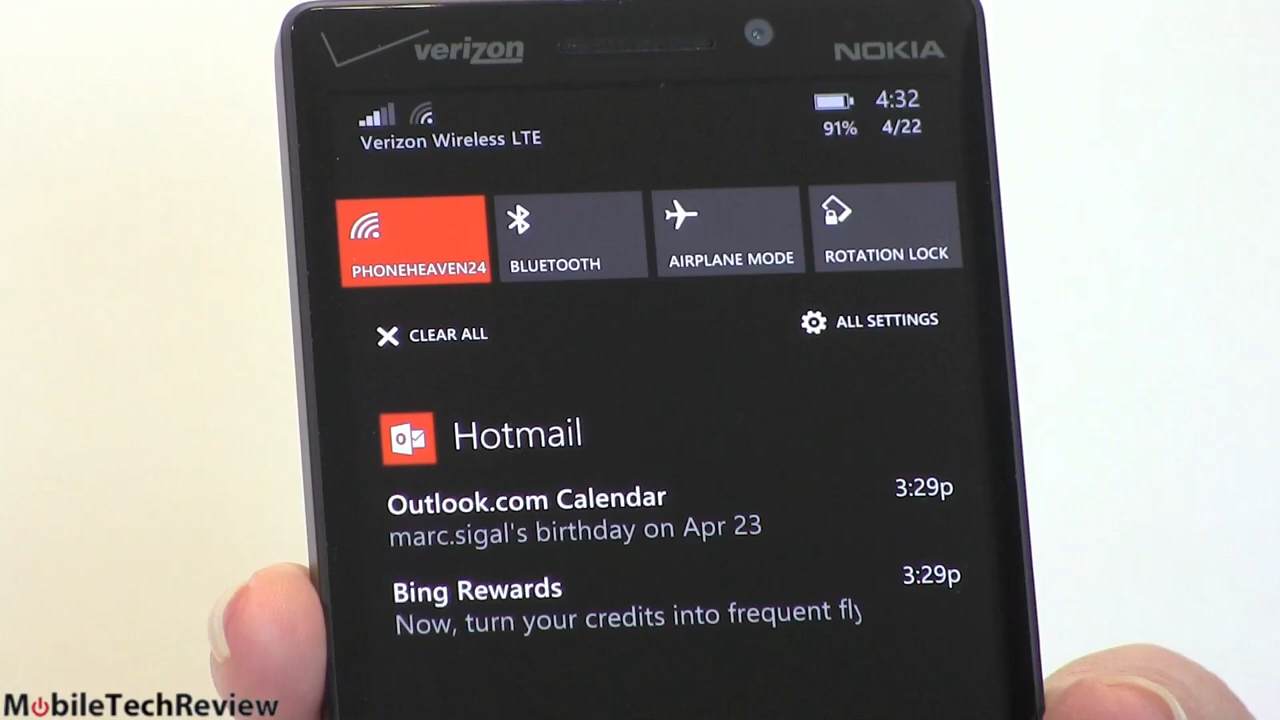 verizon
NOKIA
4:32
Verizon Wireless LTE
91% 4/22
PHONEHEAVEN24
BLUETOOTH
AIRPLANE MODE
ROTATION LOCK
CLEAR ALL
ALL SETTINGS
Hotmail
Outlook.com Calendar 3:29p
marc.sigal's birthday on Apr 23
Bing Rewards 3:29p
Now, turn your credits into frequent fly
MobileTechReview